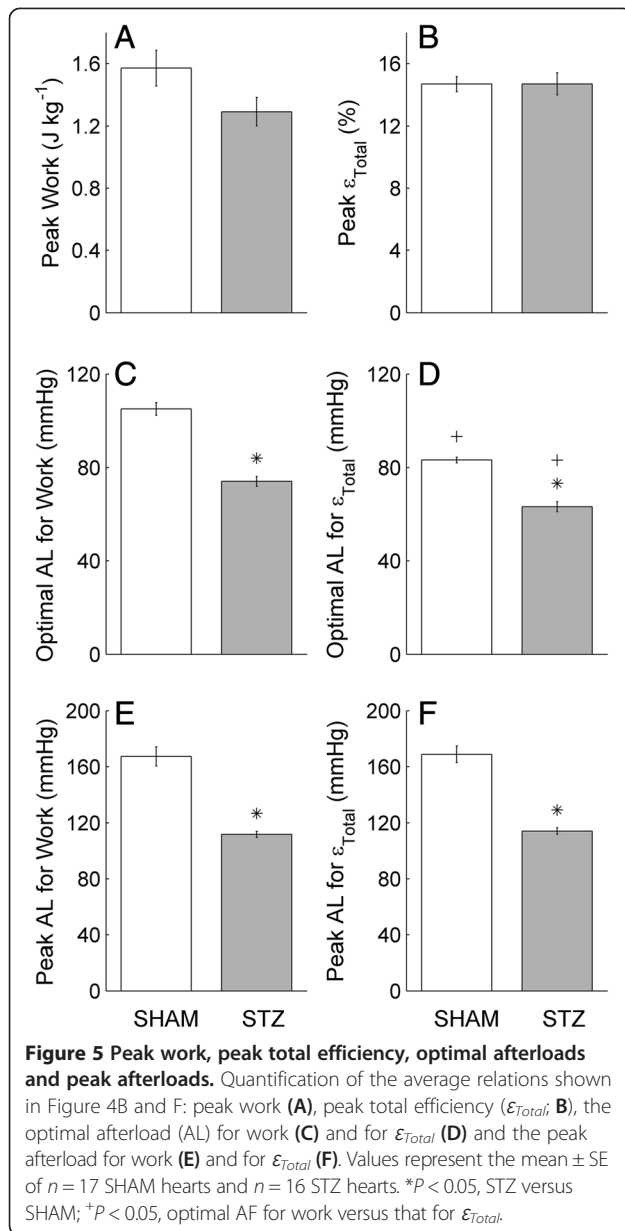 A
B
1.6
1.2
0.8
0.4
0
Peak Work (J kg⁻¹)
16
12
8
4
0
Peak ε_Total (%)
C
D
120
80
40
0
Optimal AL for Work (mmHg)
*
120
80
40
0
Optimal AL for ε_Total (mmHg)
+
+
*
E
F
200
160
120
80
40
0
Peak AL for Work (mmHg)
*
200
160
120
80
40
0
Peak AL for ε_Total (mmHg)
*
SHAM STZ
SHAM STZ
Figure 5 Peak work, peak total efficiency, optimal afterloads
and peak afterloads. Quantification of the average relations shown
in Figure 4B and F: peak work (A), peak total efficiency (ε_Total; B), the
optimal afterload (AL) for work (C) and for ε_Total (D) and the peak
afterload for work (E) and for ε_Total (F). Values represent the mean ± SE
of n = 17 SHAM hearts and n = 16 STZ hearts. *P < 0.05, STZ versus
SHAM; ⁺P < 0.05, optimal AF for work versus that for ε_Total.